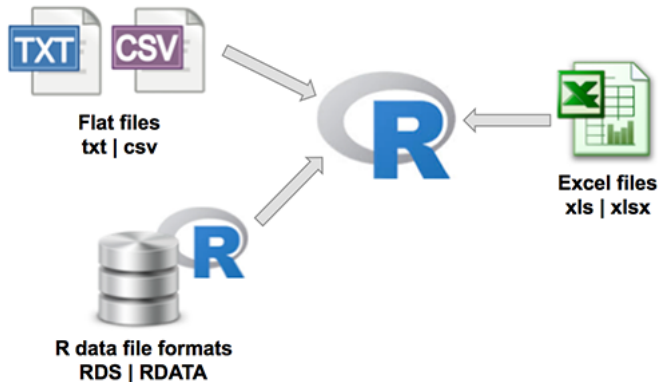 TXT
CSV
Flat files
txt | csv
R
X
Excel files
xls | xlsx
R
R data file formats
RDS | RDATA